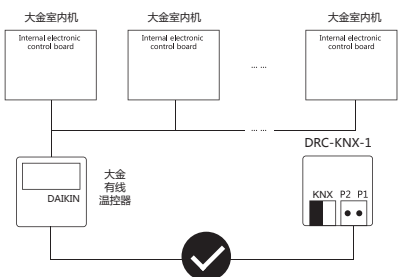 大金室内机
大金室内机
大金室内机
Internal electronic
control board
Internal electronic
control board
... ...
Internal electronic
control board
... ...
DRC-KNX-1
大金
有线
温控器
DAIKIN
KNX P2 P1